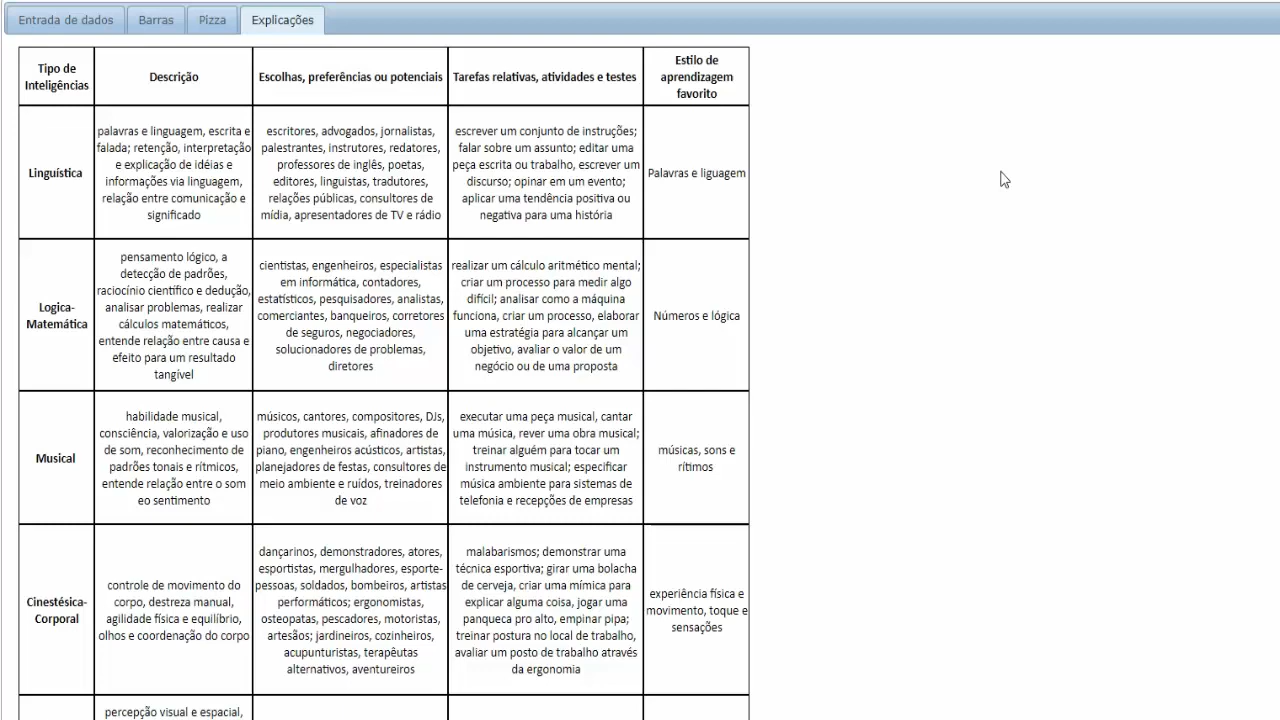 Entrada de dados
Barras
Pizza
Explicações
Tipo de
Inteligências
Descrição
Escolhas, preferências ou potenciais
Tarefas relativas, atividades e testes
Estilo de
aprendizagem
favorito
Linguística
palavras e linguagem, escrita e
falada; retenção, interpretação
e explicação de idéias e
informações via linguagem,
relação entre comunicação e
significado
escritores, advogados, jornalistas,
palestrantes, instrutores, redatores,
professores de inglês, poetas,
editores, linguistas, tradutores,
relações públicas, consultores de
mídia, apresentadores de TV e rádio
escrever um conjunto de instruções;
falar sobre um assunto; editar uma
peça escrita ou trabalho, escrever um
discurso; opinar em um evento;
aplicar uma tendência positiva ou
negativa para uma história
Palavras e liguagem
Logica-
Matemática
pensamento lógico, a
detecção de padrões,
raciocínio científico e dedução,
analisar problemas, realizar
cálculos matemáticos,
entende relação entre causa e
efeito para um resultado
tangível
cientistas, engenheiros, especialistas
em informática, contadores,
estatísticos, pesquisadores, analistas,
comerciantes, banqueiros, corretores
de seguros, negociadores,
solucionadores de problemas,
diretores
realizar um cálculo aritmético mental;
criar um processo para medir algo
difícil; analisar como a máquina
funciona, criar um processo, elaborar
uma estratégia para alcançar um
objetivo, avaliar o valor de um
negócio ou de uma proposta
Números e lógica
Musical
habilidade musical,
consciência, valorização e uso
de som, reconhecimento de
padrões tonais e rítmicos,
entende relação entre o som
eo sentimento
músicos, cantores, compositores, DJs,
produtores musicais, afinadores de
piano, engenheiros acústicos, artistas,
planejadores de festas, consultores de
meio ambiente e ruídos, treinadores
de voz
executar uma peça musical, cantar
uma música, rever uma obra musical;
treinar alguém para tocar um
instrumento musical; especificar
música ambiente para sistemas de
telefonia e recepções de empresas
músicas, sons e
rítimos
Cinestésica-
Corporal
controle de movimento do
corpo, destreza manual,
agilidade física e equilíbrio,
olhos e coordenação do corpo
dançarinos, demonstradores, atores,
esportistas, mergulhadores, esporte-
pessoas, soldados, bombeiros, artistas
performáticos; ergonomistas,
osteopatas, pescadores, motoristas,
artesãos; jardineiros, cozinheiros,
acupunturistas, terapêutas
alternativos, aventureiros
malabarismos; demonstrar uma
técnica esportiva; girar uma bolacha
de cerveja, criar uma mímica para
explicar alguma coisa, jogar uma
panqueca pro alto, empinar pipa;
treinar postura no local de trabalho,
avaliar um posto de trabalho através
da ergonomia
experiência física e
movimento, toque e
sensações
percepção visual e espacial,